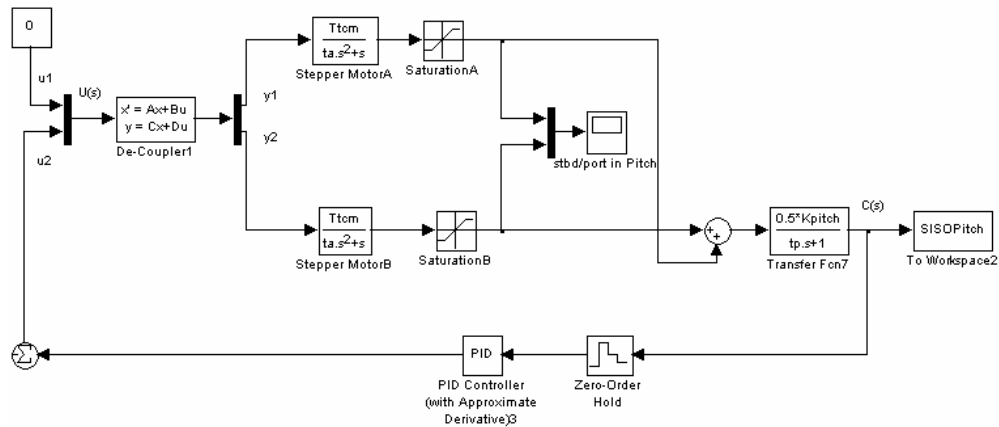 0
u1
U(s)
u2
x' = Ax+Bu
y = Cx+Du
De-Coupler1
y1
y2
Ttcm
ta.s²+s
Stepper MotorA
SaturationA
stbd/port in Pitch
Ttcm
ta.s²+s
Stepper MotorB
SaturationB
+
+
0.5*Kpitch
tp.s+1
Transfer Fcn7
C(s)
SISOPitch
To Workspace2
Σ
PID
PID Controller
(with Approximate
Derivative)3
Zero-Order
Hold